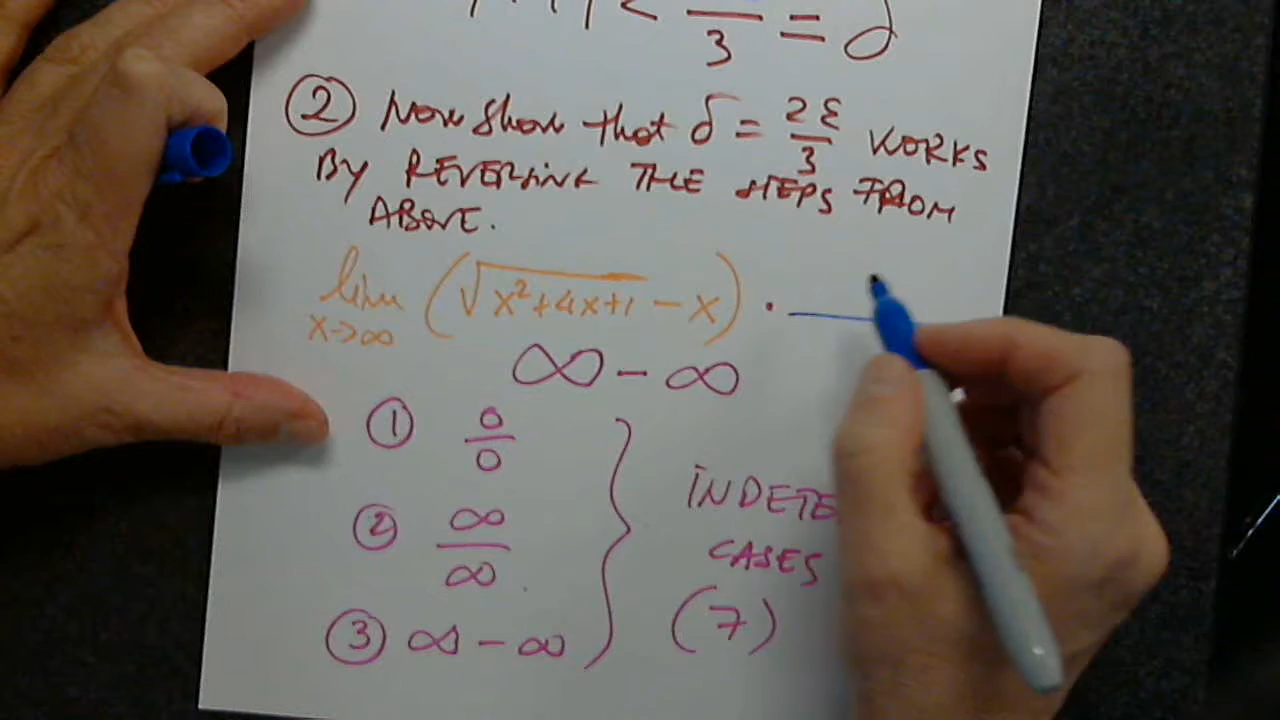 3 = δ
② Now show that δ = 2ε/3 WORKS
BY REVERSING THE STEPS FROM
ABOVE.
lim x→∞ (√x²+4x+1 − x) ·
∞ − ∞
① 0/0
② ∞/∞
③ ∞ − ∞
INDETE
CASES
(7)